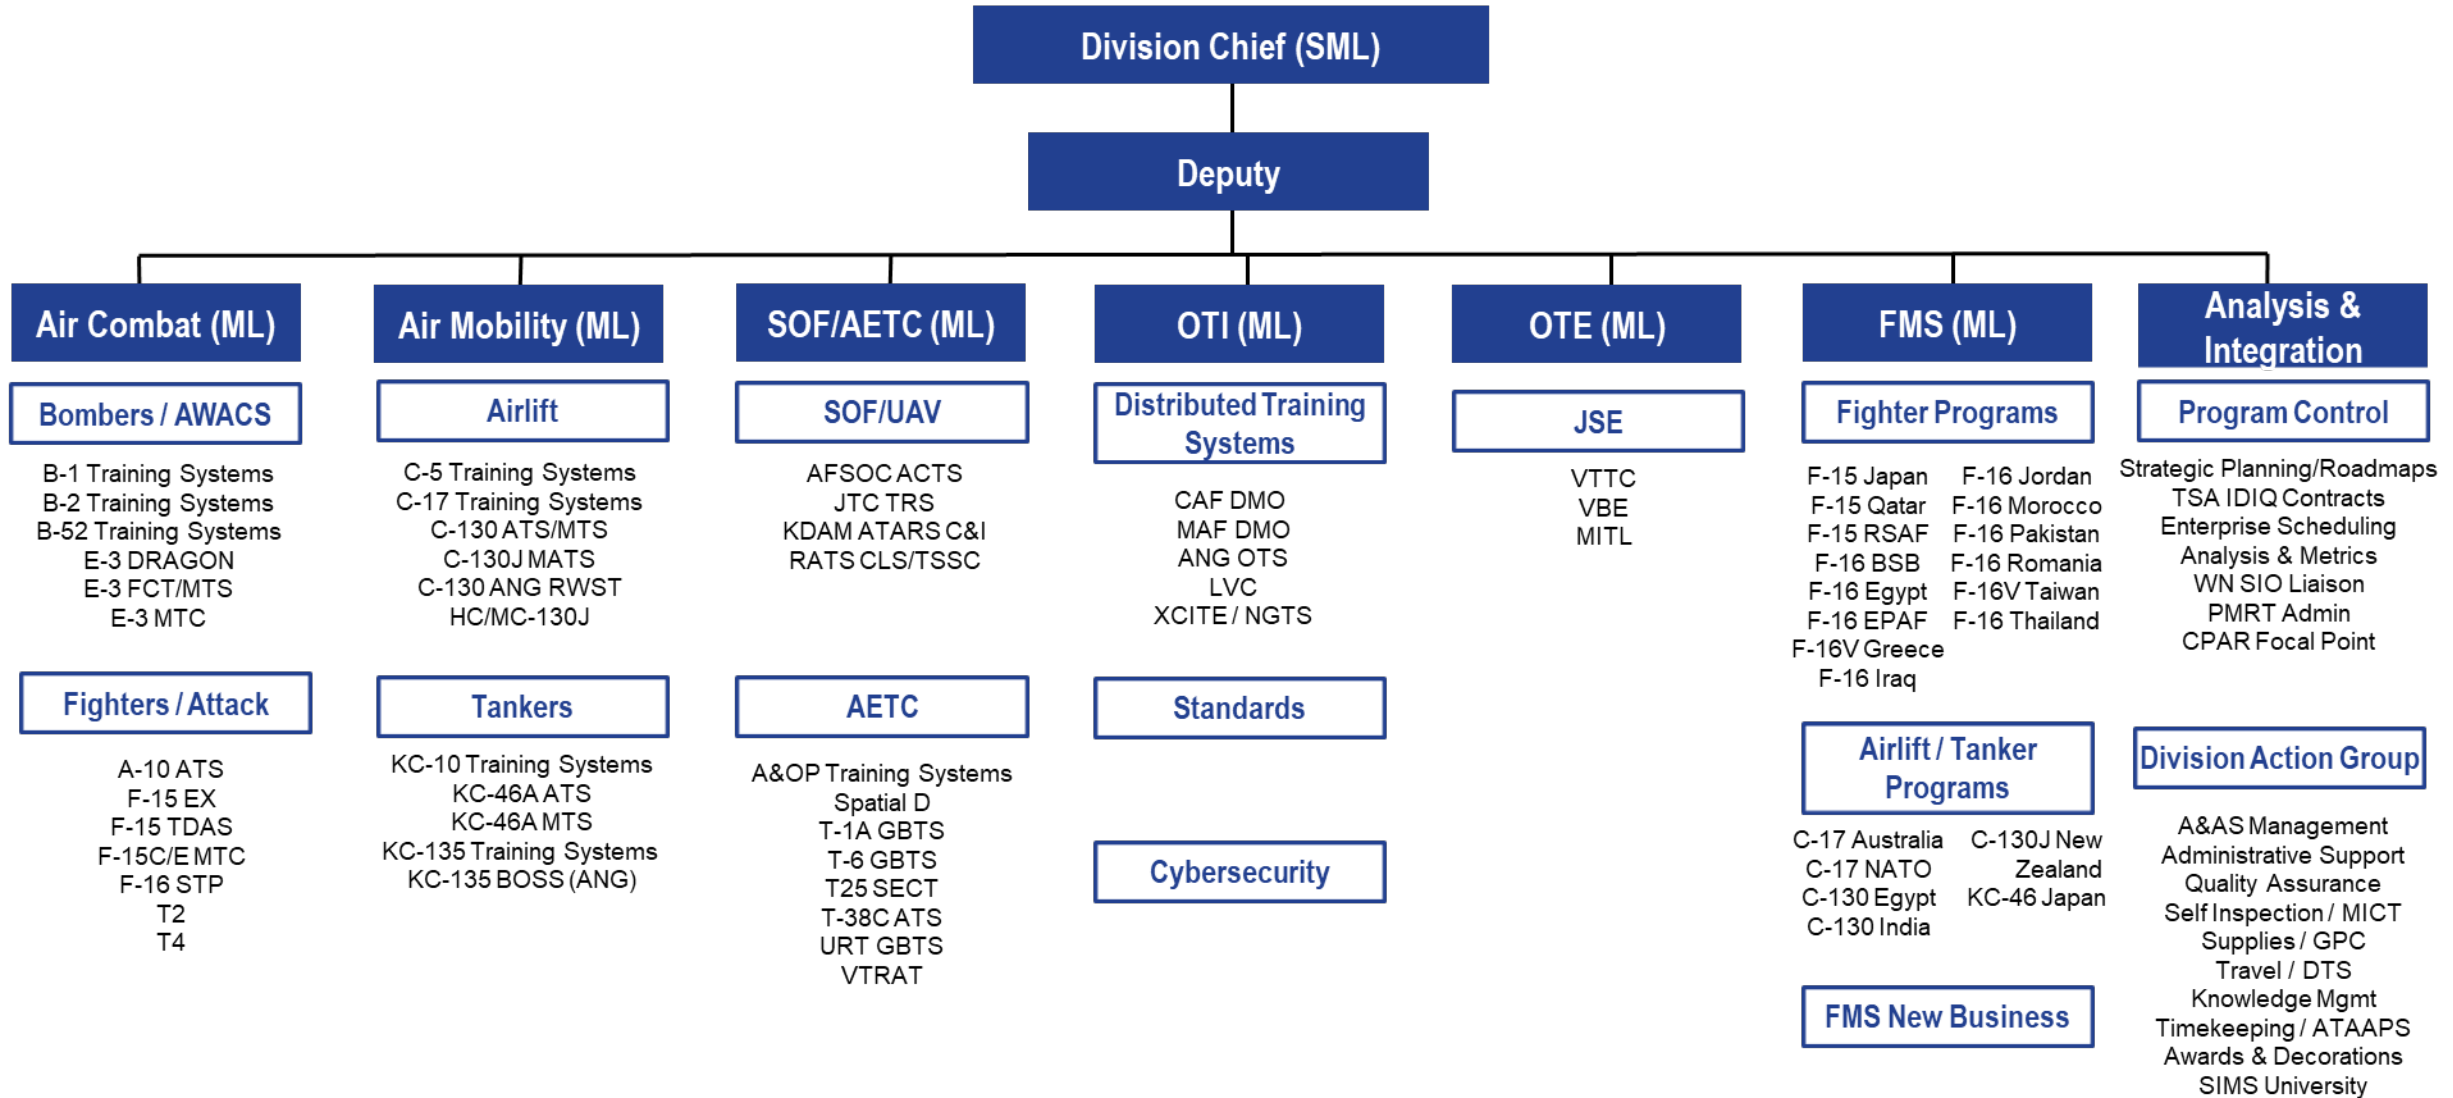 Division Chief (SML)
Deputy
Air Combat (ML)
Bombers / AWACS
B-1 Training Systems
B-2 Training Systems
B-52 Training Systems
E-3 DRAGON
E-3 FCT/MTS
E-3 MTC
Fighters / Attack
A-10 ATS
F-15 EX
F-15 TDAS
F-15C/E MTC
F-16 STP
T2
T4
Air Mobility (ML)
Airlift
C-5 Training Systems
C-17 Training Systems
C-130 ATS/MTS
C-130J MATS
C-130 ANG RWST
HC/MC-130J
Tankers
KC-10 Training Systems
KC-46A ATS
KC-46A MTS
KC-135 Training Systems
KC-135 BOSS (ANG)
SOF/AETC (ML)
SOF/UAV
AFSOC ACTS
JTC TRS
KDAM ATARS C&I
RATS CLS/TSSC
AETC
A&OP Training Systems
Spatial D
T-1A GBTS
T-6 GBTS
T25 SECT
T-38C ATS
URT GBTS
VTRAT
OTI (ML)
Distributed Training
Systems
CAF DMO
MAF DMO
ANG OTS
LVC
XCITE / NGTS
Standards
Cybersecurity
OTE (ML)
JSE
VTTC
VBE
MITL
FMS (ML)
Fighter Programs
F-15 Japan
F-15 Qatar
F-15 RSAF
F-16 BSB
F-16 Egypt
F-16 EPAF
F-16V Greece
F-16 Iraq
F-16 Jordan
F-16 Morocco
F-16 Pakistan
F-16 Romania
F-16V Taiwan
F-16 Thailand
Airlift / Tanker
Programs
C-17 Australia
C-17 NATO
C-130 Egypt
C-130 India
C-130J New
Zealand
KC-46 Japan
FMS New Business
Analysis &
Integration
Program Control
Strategic Planning/Roadmaps
TSA IDIQ Contracts
Enterprise Scheduling
Analysis & Metrics
WN SIO Liaison
PMRT Admin
CPAR Focal Point
Division Action Group
A&AS Management
Administrative Support
Quality Assurance
Self Inspection / MICT
Supplies / GPC
Travel / DTS
Knowledge Mgmt
Timekeeping / ATAAPS
Awards & Decorations
SIMS University